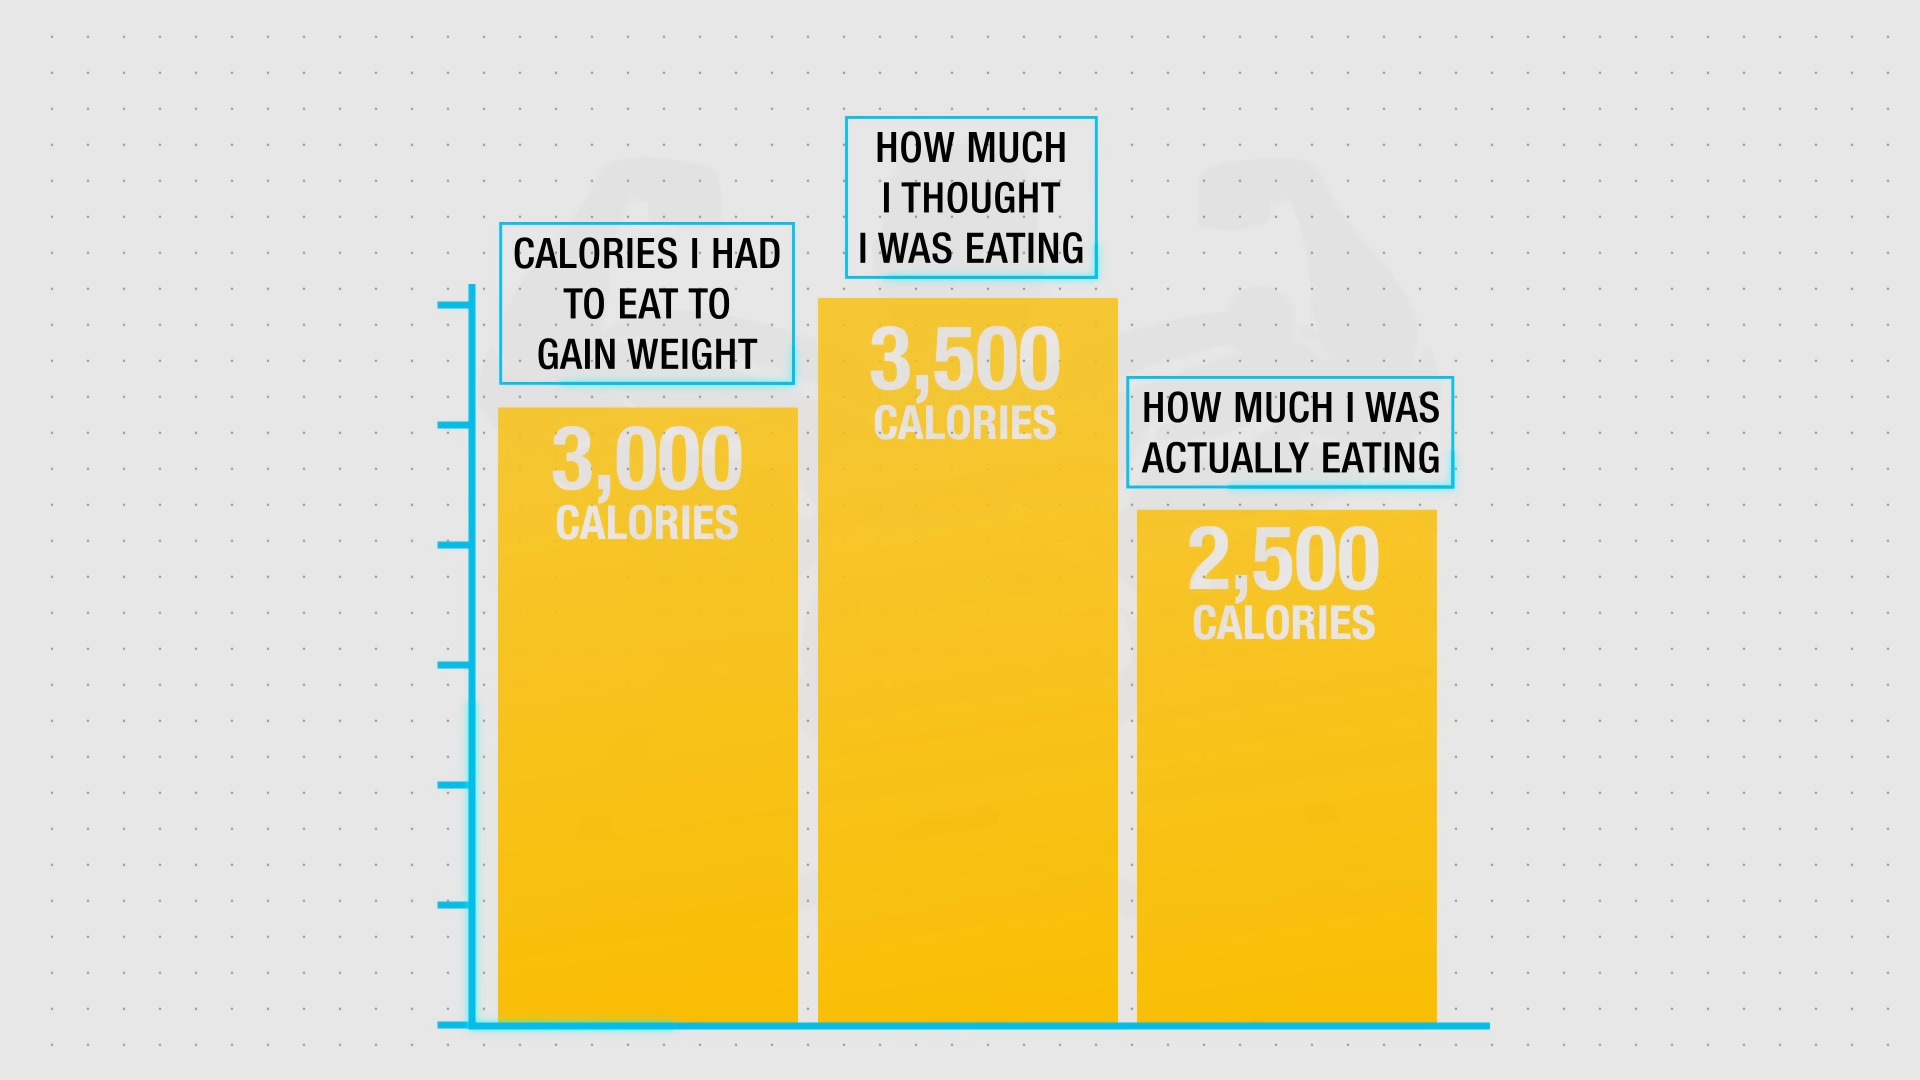 CALORIES I HAD
TO EAT TO
GAIN WEIGHT
3,000
CALORIES
HOW MUCH
I THOUGHT
I WAS EATING
3,500
CALORIES
HOW MUCH I WAS
ACTUALLY EATING
2,500
CALORIES